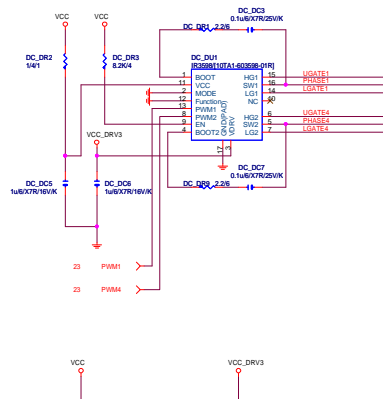 VCC
VCC
DC_DR1
2.2/6
DC_DC3
0.1u/6/X7R/25V/K
DC_DR2
1/4/1
DC_DR3
8.2K/4
DC_DU1
[IR3598/[10TA1-603598-01R]
1 BOOT HG1 15 UGATE1
11 VCC SW1 16 PHASE1
2 MODE LG1 14 LGATE1
12 Function NC 10
13 PWM1
8 PWM2 HG2 6 UGATE4
9 EN SW2 5 PHASE4
4 BOOT2 LG2 7 LGATE4
GND(PAD) 17
VDRV 3
VCC_DRV3
DC_DC5
1u/6/X7R/16V/K
DC_DC6
1u/6/X7R/16V/K
DC_DR9
2.2/6
DC_DC7
0.1u/6/X7R/25V/K
23 PWM1
23 PWM4
VCC
VCC_DRV3